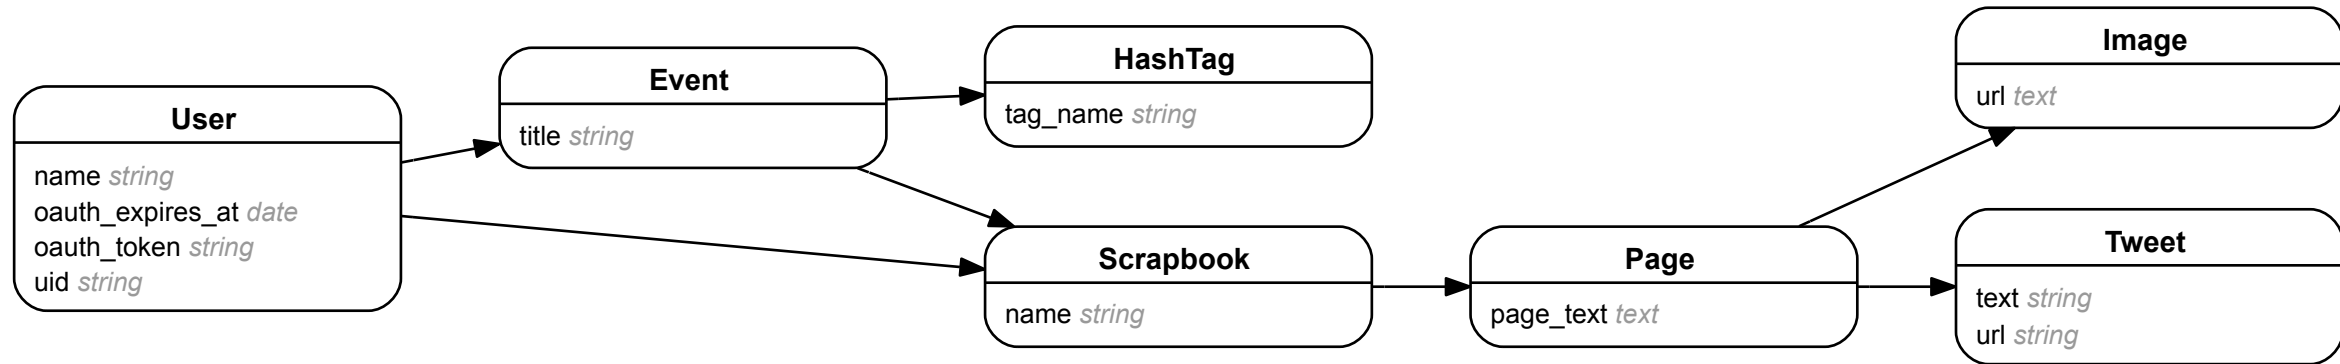 User
name string
oauth_expires_at date
oauth_token string
uid string
Event
title string
HashTag
tag_name string
Scrapbook
name string
Page
page_text text
Image
url text
Tweet
text string
url string